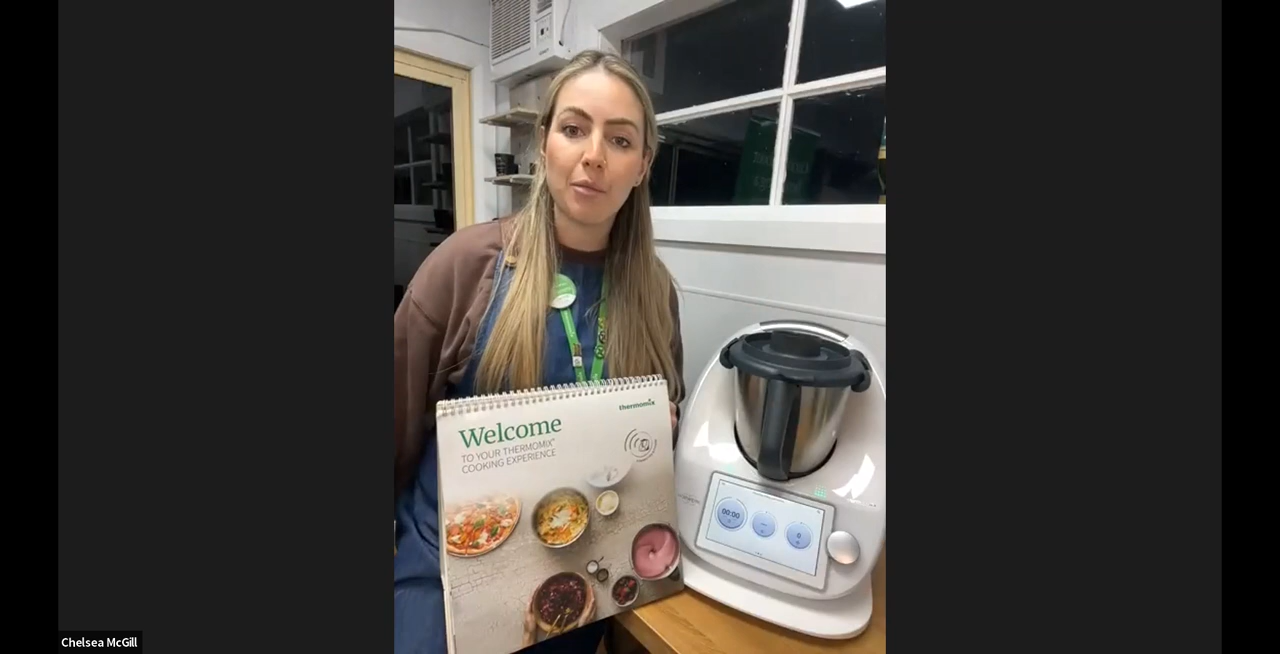 thermomix
Welcome
TO YOUR THERMOMIX®
COOKING EXPERIENCE
00:00
Chelsea McGill